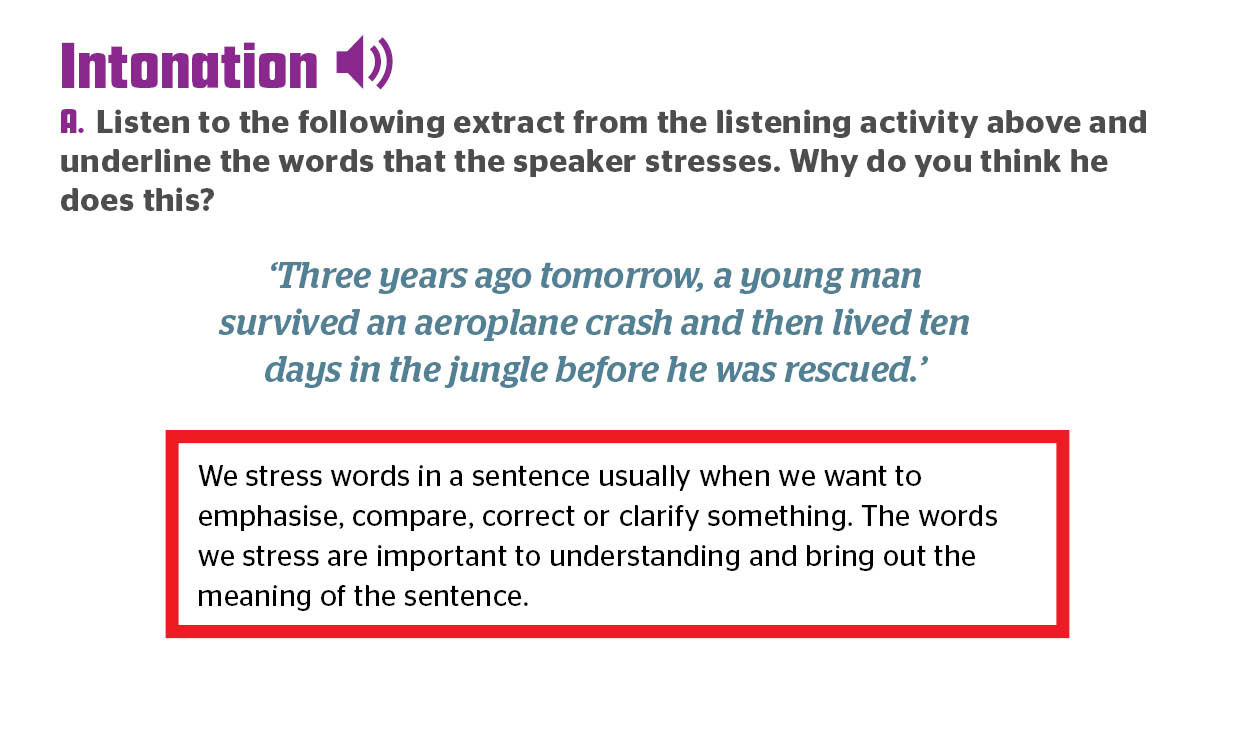 Intonation
A. Listen to the following extract from the listening activity above and
underline the words that the speaker stresses. Why do you think he
does this?
‘Three years ago tomorrow, a young man
survived an aeroplane crash and then lived ten
days in the jungle before he was rescued.’
We stress words in a sentence usually when we want to
emphasise, compare, correct or clarify something. The words
we stress are important to understanding and bring out the
meaning of the sentence.